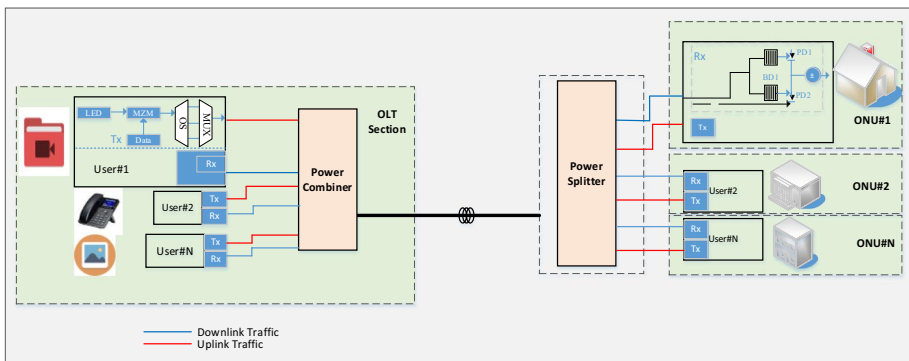 OLT
Section
LED
MZM
OS
MUX
Tx
Data
User#1
Rx
Power
Combiner
User#2
Tx
Rx
User#N
Tx
Rx
Power
Splitter
Rx
PD1
BD1
±
PD2
Tx
ONU#1
Rx
Tx
User#2
ONU#2
Rx
Tx
User#N
ONU#N
Downlink Traffic
Uplink Traffic